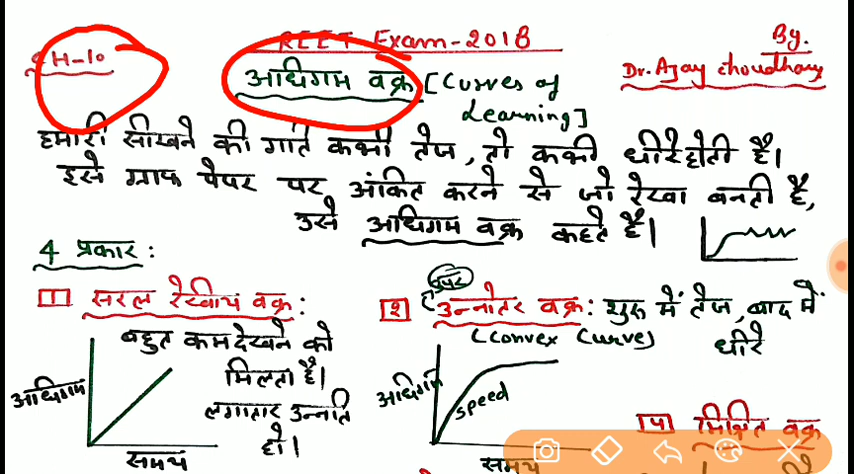 CH-10
REET Exam-2018
By.
Dr. Ajay choudhary
अधिगम वक्र [Curves of
Learning]
हमारी सीखने की गति कभी तेज, तो कभी धीरे होती है।
इसे ग्राफ पेपर पर अंकित करने से जो रेखा बनती है,
उसे अधिगम वक्र कहते है।
4 प्रकार :
1 सरल रेखीय वक्र :
बहुत कम देखने को
मिलता है।
लगातार उन्नति
हो।
अधिगम
समय
ऊपर
2 उन्नोतर वक्र : शुरू में तेज, बाद में
धीरे
(Convex Curve)
अधिगम
speed
समय
4 मिश्रित वक्र